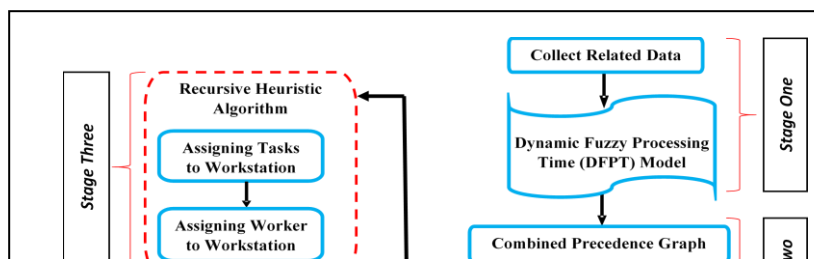 Stage Three
Recursive Heuristic
Algorithm
Assigning Tasks
to Workstation
Assigning Worker
to Workstation
Collect Related Data
Dynamic Fuzzy Processing
Time (DFPT) Model
Combined Precedence Graph
Stage One